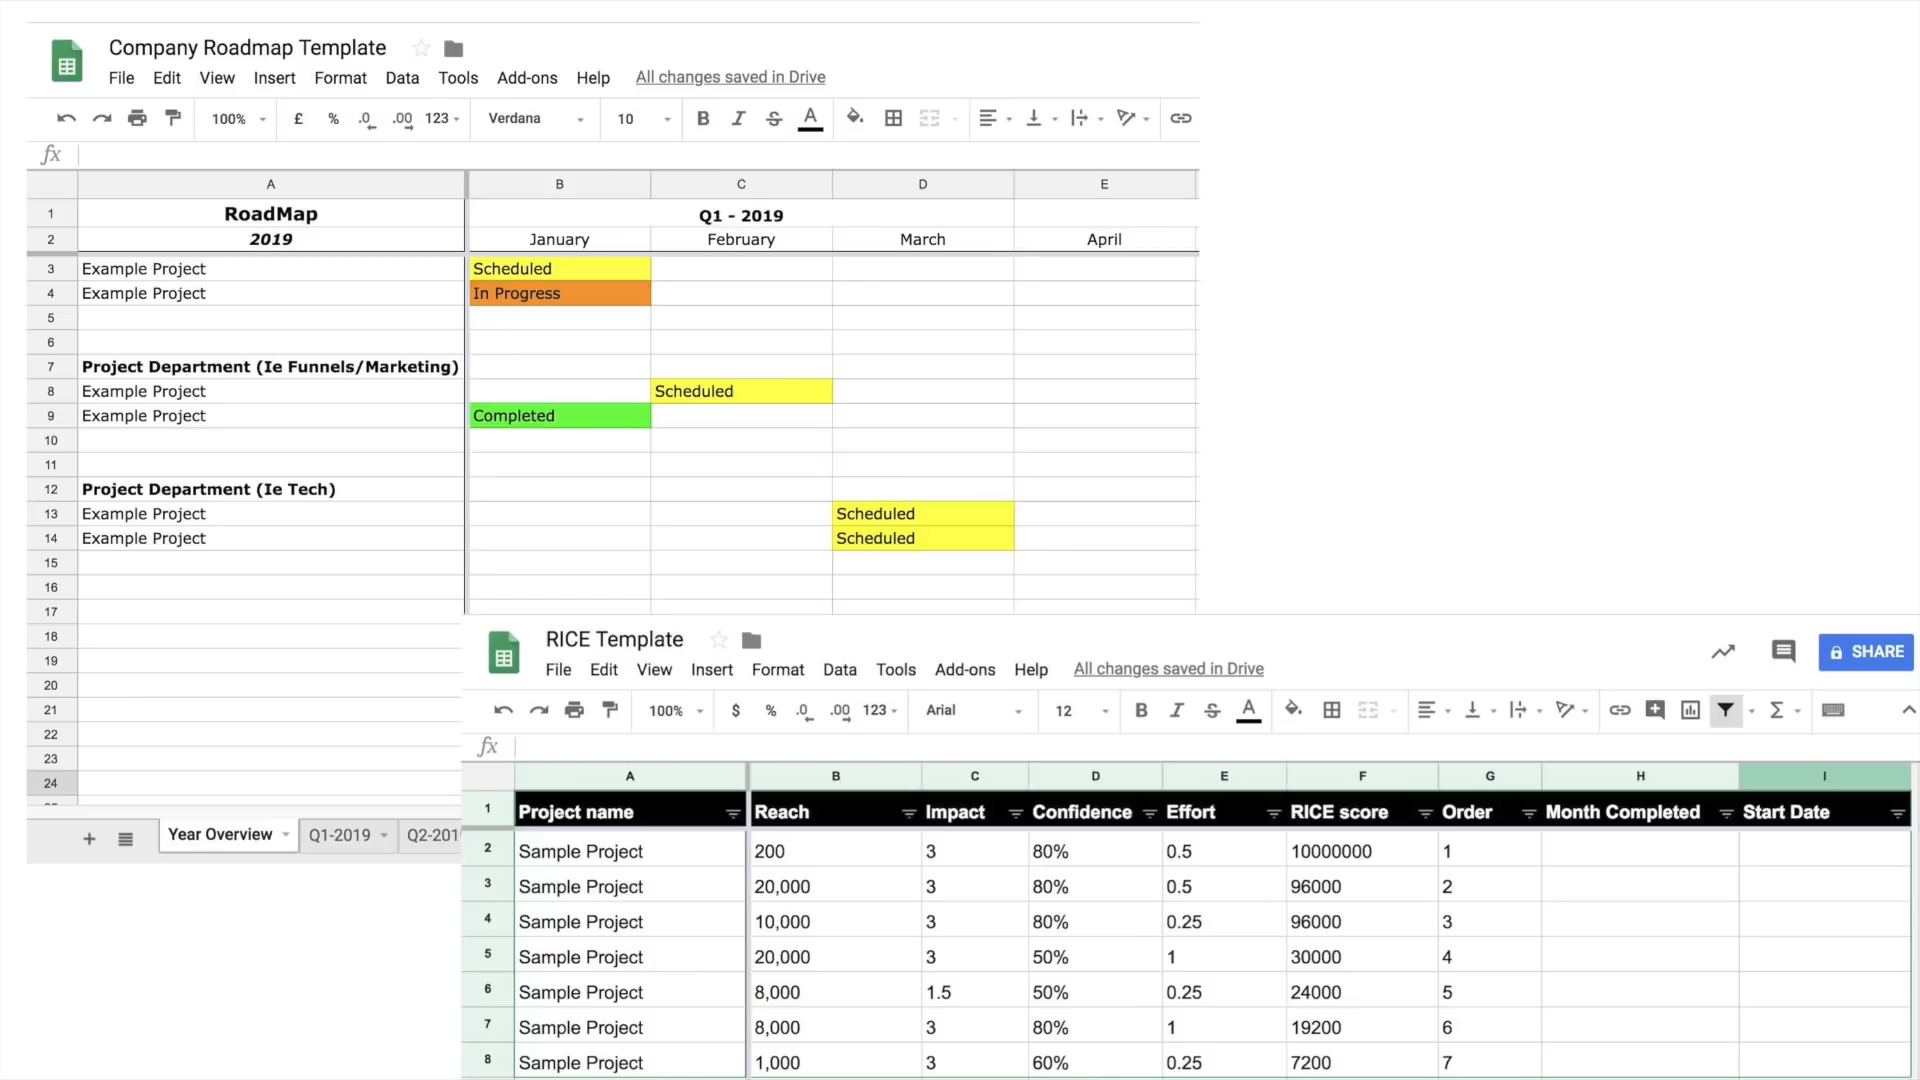 Company Roadmap Template
File Edit View Insert Format Data Tools Add-ons Help All changes saved in Drive
100% £ % .0 .00 123 Verdana 10 B I S A
fx
A B C D E
1 RoadMap Q1 - 2019
2 2019 January February March April
3 Example Project Scheduled
4 Example Project In Progress
5
6
7 Project Department (Ie Funnels/Marketing)
8 Example Project Scheduled
9 Example Project Completed
10
11
12 Project Department (Ie Tech)
13 Example Project Scheduled
14 Example Project Scheduled
15
16
17
18
19
20
21
22
23
24
Year Overview Q1-2019 Q2-201
RICE Template
SHARE
File Edit View Insert Format Data Tools Add-ons Help All changes saved in Drive
100% $ % .0 .00 123 Arial 12 B I S A Σ
fx
A B C D E F G H I
1 Project name Reach Impact Confidence Effort RICE score Order Month Completed Start Date
2 Sample Project 200 3 80% 0.5 10000000 1
3 Sample Project 20,000 3 80% 0.5 96000 2
4 Sample Project 10,000 3 80% 0.25 96000 3
5 Sample Project 20,000 3 50% 1 30000 4
6 Sample Project 8,000 1.5 50% 0.25 24000 5
7 Sample Project 8,000 3 80% 1 19200 6
8 Sample Project 1,000 3 60% 0.25 7200 7